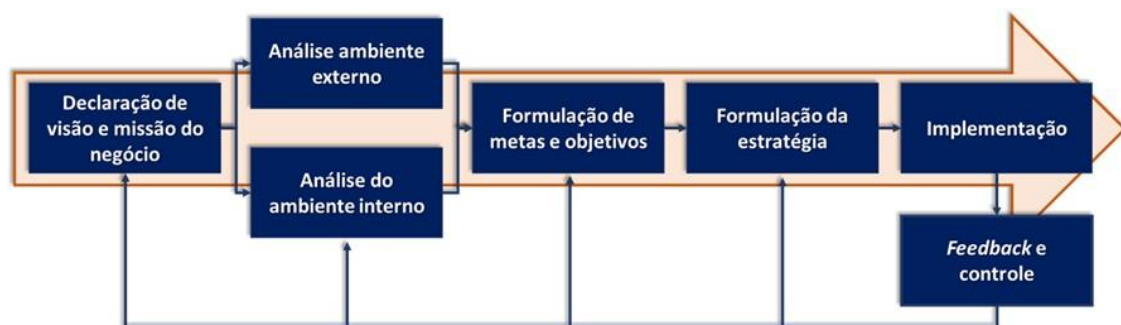 Declaração de
visão e missão do
negócio
Análise ambiente
externo
Análise do
ambiente interno
Formulação de
metas e objetivos
Formulação da
estratégia
Implementação
Feedback e
controle